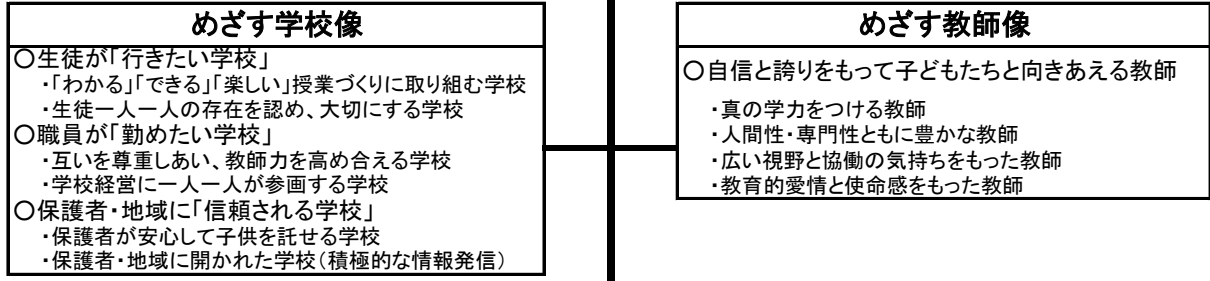 めざす学校像
〇生徒が「行きたい学校」
・「わかる」「できる」「楽しい」授業づくりに取り組む学校
・生徒一人一人の存在を認め、大切にする学校
〇職員が「勤めたい学校」
・互いを尊重しあい、教師力を高め合える学校
・学校経営に一人一人が参画する学校
〇保護者・地域に「信頼される学校」
・保護者が安心して子供を託せる学校
・保護者・地域に開かれた学校（積極的な情報発信）
めざす教師像
〇自信と誇りをもって子どもたちと向きあえる教師
・真の学力をつける教師
・人間性・専門性ともに豊かな教師
・広い視野と協働の気持ちをもった教師
・教育的愛情と使命感をもった教師